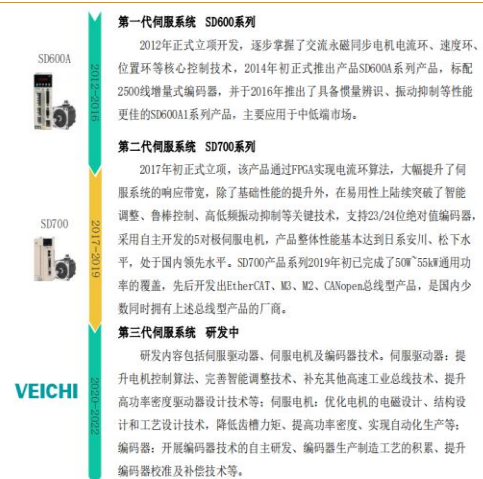 第一代伺服系统 SD600系列
SD600A
2012-2016
2012年正式立项开发，逐步掌握了交流永磁同步电机电流环、速度环、
位置环等核心控制技术，2014年初正式推出产品SD600A系列产品，标配
2500线增量式编码器，并于2016年推出了具备惯量辨识、振动抑制等性能
更佳的SD600A1系列产品，主要应用于中低端市场。
第二代伺服系统 SD700系列
SD700
2017-2019
2017年初正式立项，该产品通过FPGA实现电流环算法，大幅提升了伺
服系统的响应带宽，除了基础性能的提升外，在易用性上陆续突破了智能
调整、鲁棒控制、高低频振动抑制等关键技术，支持23/24位绝对值编码器，
采用自主开发的5对极伺服电机，产品整体性能基本达到日系安川、松下水
平，处于国内领先水平。SD700产品系列2019年初已完成了50W~55kW通用功
率的覆盖，先后开发出EtherCAT、M3、M2、CANopen总线型产品，是国内少
数同时拥有上述总线型产品的厂商。
第三代伺服系统 研发中
VEICHI
2020-2022
研发内容包括伺服驱动器、伺服电机及编码器技术。伺服驱动器：提
升电机控制算法、完善智能调整技术、补充其他高速工业总线技术、提升
高功率密度驱动器设计技术等；伺服电机：优化电机的电磁设计、结构设
计和工艺设计技术，降低齿槽力矩、提高功率密度、实现自动化生产等；
编码器：开展编码器技术的自主研发、编码器生产制造工艺的积累、提升
编码器校准及补偿技术等。